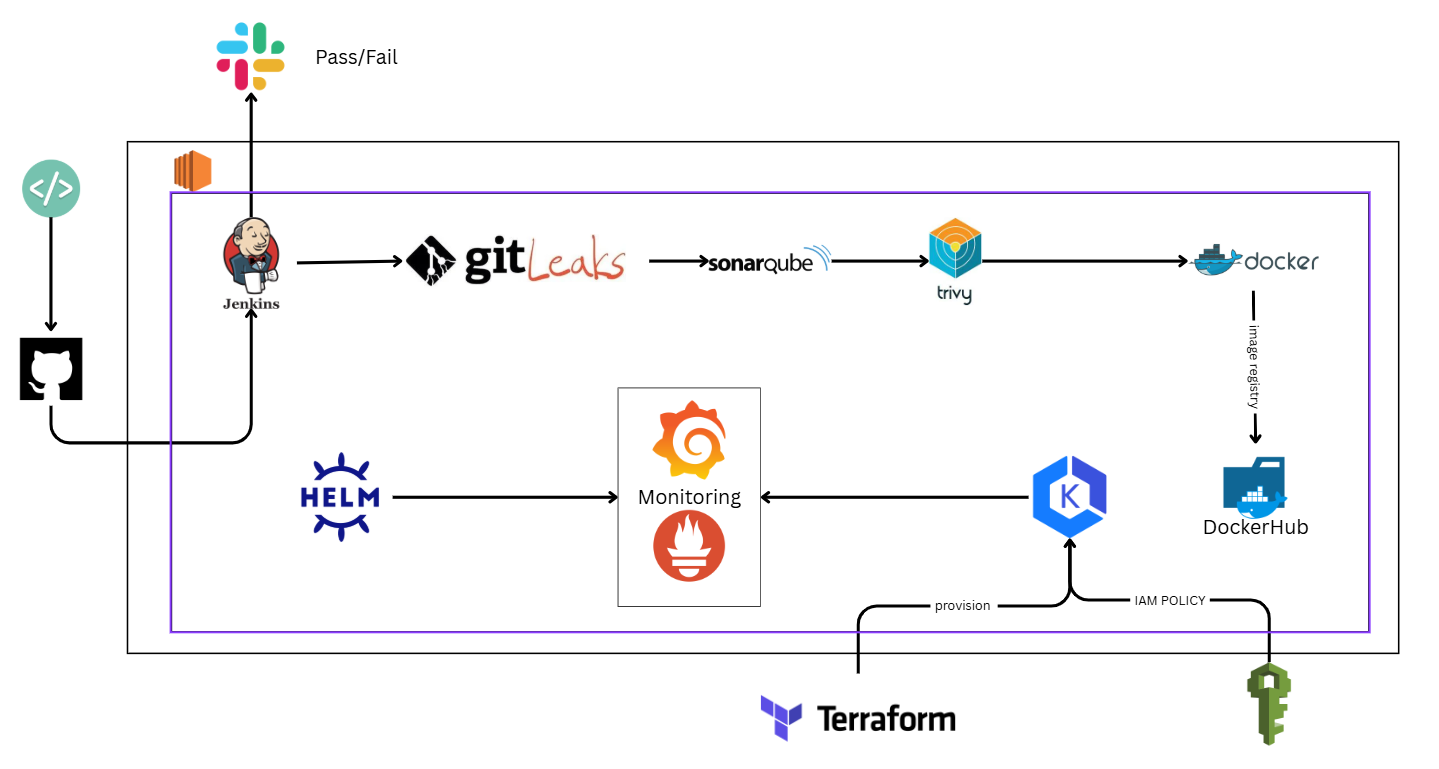 Pass/Fail
</>
Jenkins
gitLeaks
sonarqube
trivy
docker
image registry
HELM
Monitoring
K
DockerHub
provision
IAM POLICY
Terraform